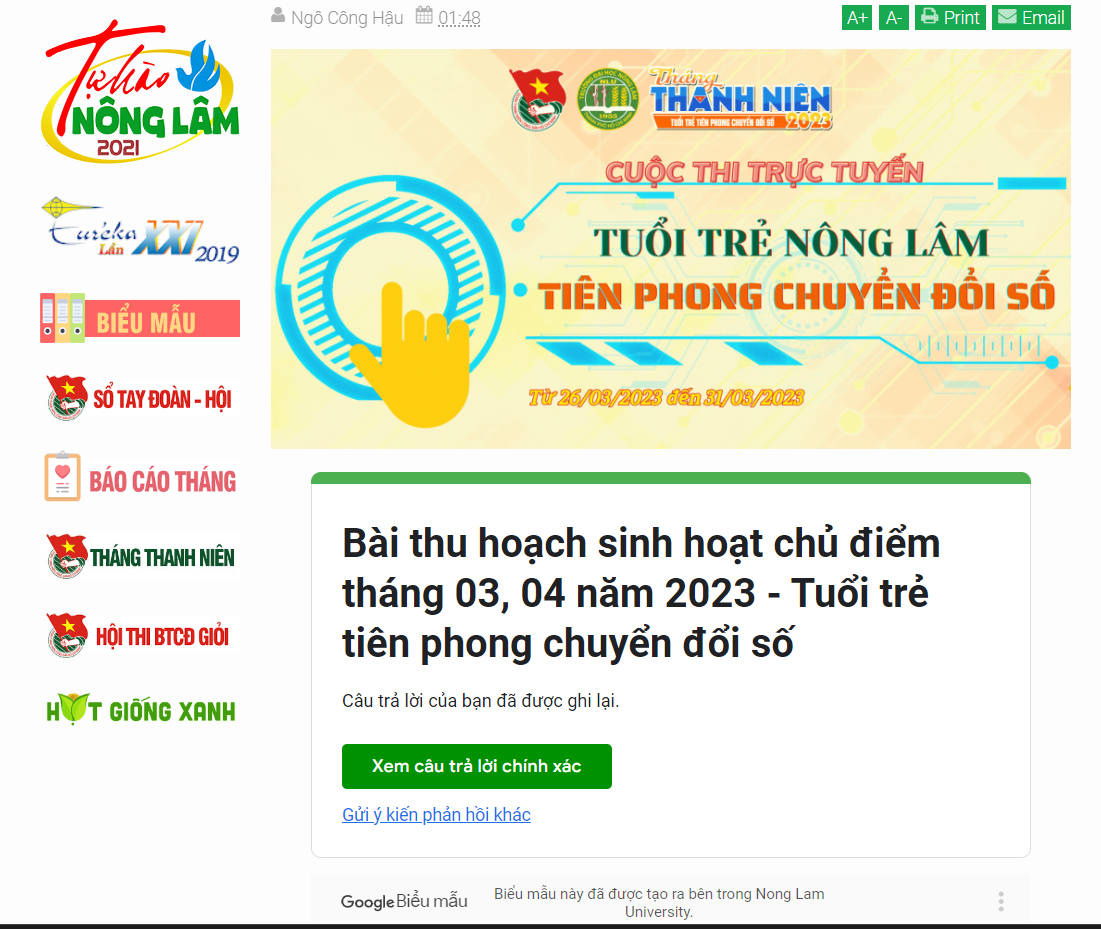 Ngô Công Hậu 01:48
A+ A- Print Email
Tự hào
NÔNG LÂM
2021
Eureka
Lần XXI 2019
BIỂU MẪU
SỔ TAY ĐOÀN - HỘI
BÁO CÁO THÁNG
THÁNG THANH NIÊN
HỘI THI BTCĐ GIỎI
HẠT GIỐNG XANH
NLU
1955
Tháng
THANH NIÊN
TUỔI TRẺ TIÊN PHONG CHUYỂN ĐỔI SỐ
2023
CUỘC THI TRỰC TUYẾN
TUỔI TRẺ NÔNG LÂM
TIÊN PHONG CHUYỂN ĐỔI SỐ
Từ 26/03/2023 đến 31/03/2023
Bài thu hoạch sinh hoạt chủ điểm
tháng 03, 04 năm 2023 - Tuổi trẻ
tiên phong chuyển đổi số
Câu trả lời của bạn đã được ghi lại.
Xem câu trả lời chính xác
Gửi ý kiến phản hồi khác
Google Biểu mẫu
Biểu mẫu này đã được tạo ra bên trong Nong Lam
University.